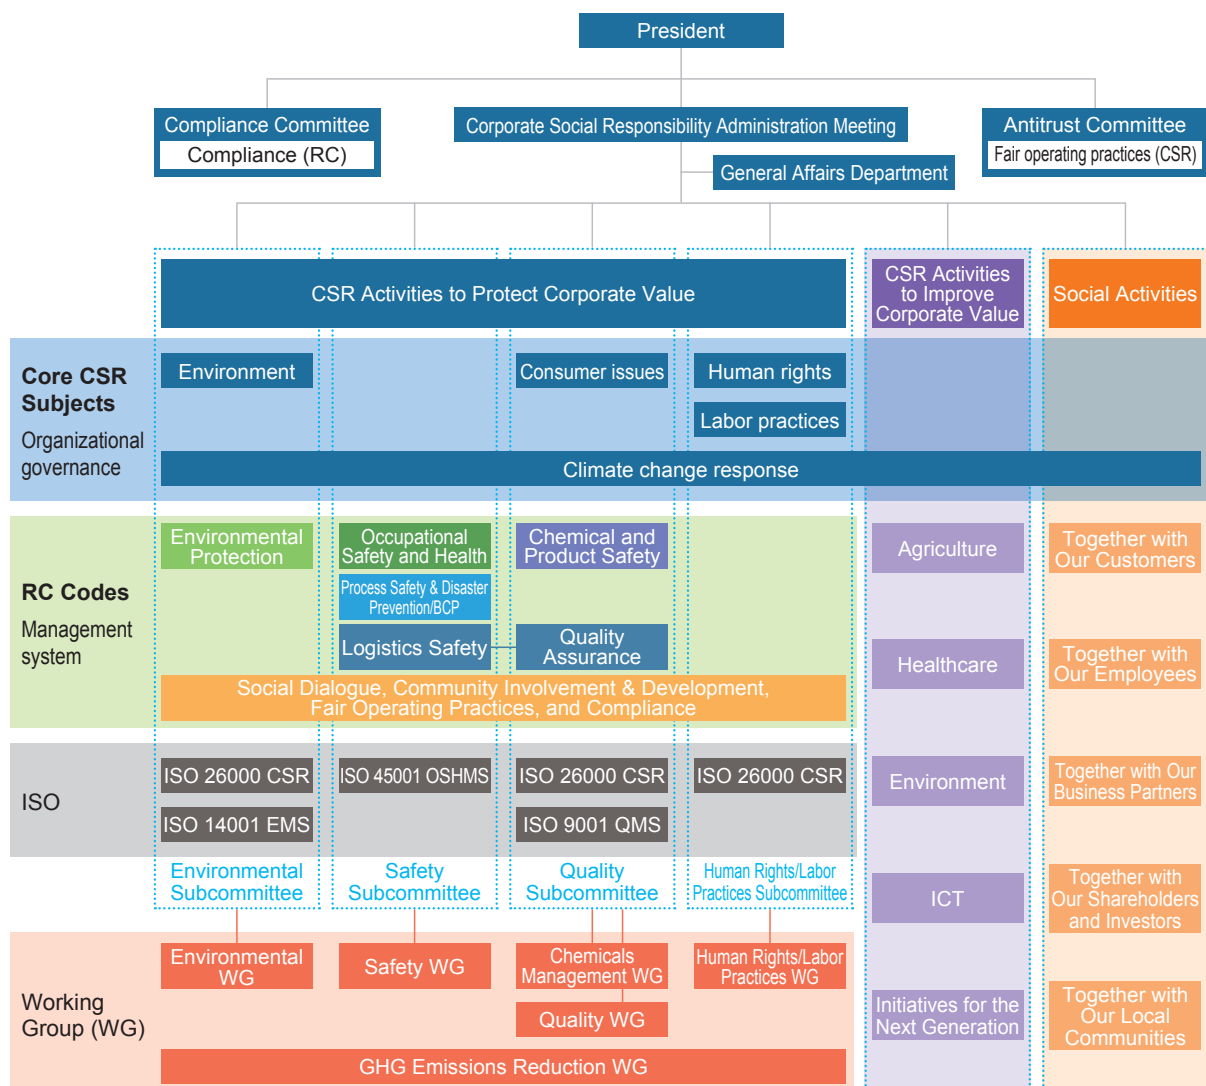 President
Compliance Committee
Compliance (RC)
Corporate Social Responsibility Administration Meeting
Antitrust Committee
Fair operating practices (CSR)
General Affairs Department
CSR Activities to Protect Corporate Value
CSR Activities
to Improve
Corporate Value
Social Activities
Core CSR
Subjects
Organizational
governance
Environment
Consumer issues
Human rights
Labor practices
Climate change response
RC Codes
Management
system
Environmental
Protection
Occupational
Safety and Health
Chemical and
Product Safety
Process Safety & Disaster
Prevention/BCP
Logistics Safety
Quality
Assurance
Social Dialogue, Community Involvement & Development,
Fair Operating Practices, and Compliance
Agriculture
Together with
Our Customers
Healthcare
Together with
Our Employees
ISO
ISO 26000 CSR
ISO 45001 OSHMS
ISO 26000 CSR
ISO 26000 CSR
ISO 14001 EMS
ISO 9001 QMS
Environment
Together with Our
Business Partners
Environmental
Subcommittee
Safety
Subcommittee
Quality
Subcommittee
Human Rights/Labor
Practices Subcommittee
ICT
Together with
Our Shareholders
and Investors
Working
Group (WG)
Environmental
WG
Safety WG
Chemicals
Management WG
Human Rights/Labor
Practices WG
Quality WG
GHG Emissions Reduction WG
Initiatives for the
Next Generation
Together with
Our Local
Communities